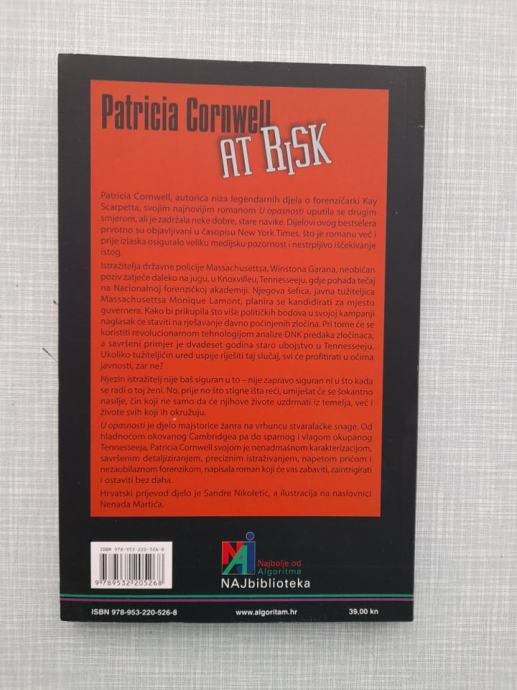 Patricia Cornwell
AT RISK
Patricia Cornwell, autorica niza legendarnih djela o forenzičarki Kay
Scarpetta, svojim najnovijim romanom U opasnosti uputila se drugim
smjerom, ali je zadržala neke dobre, stare navike. Dijelovi ovog bestselera
prvotno su objavljivani u časopisu New York Times, što je romanu već i
prije izlaska osiguralo veliku medijsku pozornost i nestrpljivo iščekivanje
istog.
Istražitelja državne policije Massachusettsa, Winstona Garana, neobičan
poziv zatječe daleko na jugu, u Knoxvilleu, Tennesseeju, gdje pohađa tečaj
na Nacionalnoj forenzičkoj akademiji. Njegova šefica, javna tužiteljica
Massachusettsa Monique Lamont, planira se kandidirati za mjesto
guvernera. Kako bi prikupila što više političkih bodova u svojoj kampanji
naglasak će staviti na rješavanje davno počinjenih zločina. Pri tome će se
koristiti revolucionarnom tehnologijom analize DNK predaka zločinaca,
a savršeni primjer je dvadeset godina staro ubojstvo u Tennesseeju.
Ukoliko tužiteljičin ured uspije riješiti taj slučaj, svi će profitirati u očima
javnosti, zar ne?
Njezin istražitelj nije baš siguran u to – nije zapravo siguran ni u što kada
se radi o toj ženi. No, prije no što stigne išta reći, umiješat će se šokantno
nasilje, čin koji ne samo da će njihove živote uzdrmati iz temelja, već i
živote svih koji ih okružuju.
U opasnosti je djelo majstorice žanra na vrhuncu stvaralačke snage. Od
hladnoćom okovanog Cambridgea pa do sparnog i vlagom okupanog
Tennesseeja, Patricia Cornwell svojom je nenadmašnom karakterizacijom,
savršenim detaljiziranjem, preciznim istraživanjem, napetom pričom i
nezaobilaznom forenzikom, napisala roman koji će vas zabaviti, zaintrigirati
i ostaviti bez daha.
Hrvatski prijevod djelo je Sandre Nikoletić, a ilustracija na naslovnici
Nenada Martića.
ISBN 978-953-220-526-8
9 789532 205268
NAJ
Najbolje od
Algoritma
NAJbiblioteka
ISBN 978-953-220-526-8
www.algoritam.hr
39,00 kn